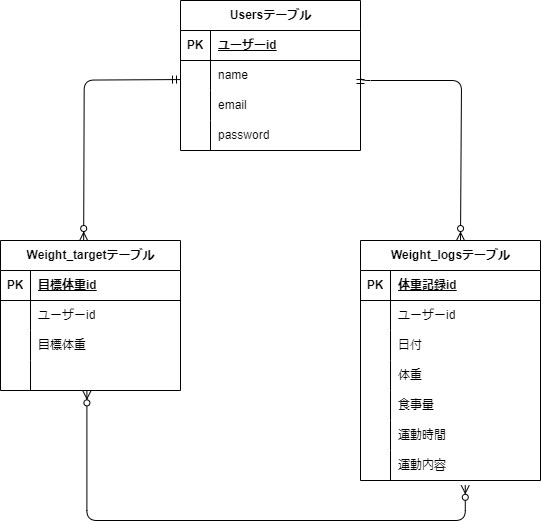 Usersテーブル
PK ユーザーid
name
email
password
Weight_targetテーブル
PK 目標体重id
ユーザーid
目標体重
Weight_logsテーブル
PK 体重記録id
ユーザーid
日付
体重
食事量
運動時間
運動内容